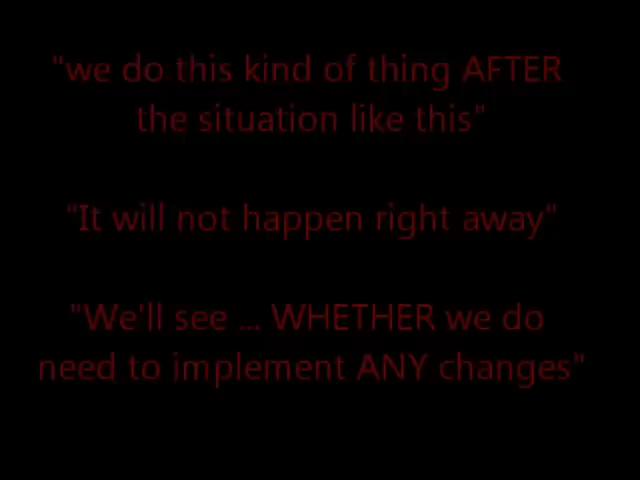 "we do this kind of thing AFTER
the situation like this"
"It will not happen right away"
"We'll see ... WHETHER we do
need to implement ANY changes"